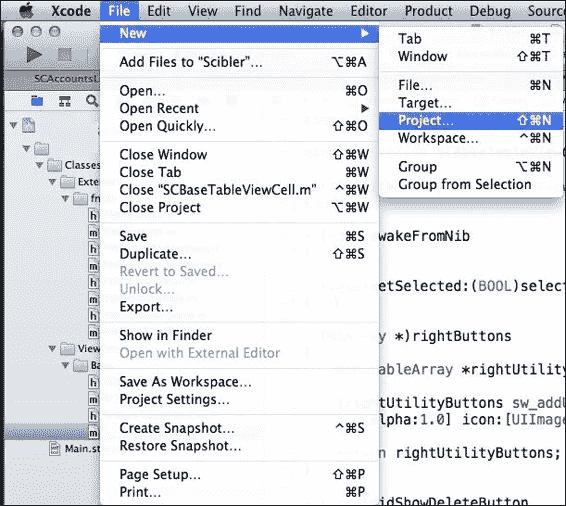 Xcode File Edit View Find Navigate Editor Product Debug Sourc
SCAccountsL
New
Add Files to "Scibler"... ⌥⌘A
Open... ⌘O
Open Recent
Open Quickly... ⇧⌘O
Close Window ⇧⌘W
Close Tab ⌘W
Close "SCBaseTableViewCell.m" ^⌘W
Close Project ⌥⌘W
Save ⌘S
Duplicate... ⇧⌘S
Revert to Saved...
Unlock...
Export...
Show in Finder
Open with External Editor
Save As Workspace...
Project Settings...
Create Snapshot... ^⌘S
Restore Snapshot...
Page Setup... ⇧⌘P
Print... ⌘P
Tab ⌘T
Window ⇧⌘T
File... ⌘N
Target...
Project... ⇧⌘N
Workspace... ^⌘N
Group ⌥⌘N
Group from Selection
Classes
Exter
fn
View
Ba
Main.st
wakeFromNib
etSelected:(BOOL)selec
y *)rightButtons
ableArray *rightUtility
rightUtilityButtons sw_addU
alpha:1.0] icon:[UIImage
n rightUtilityButtons;
idShowDeleteButton